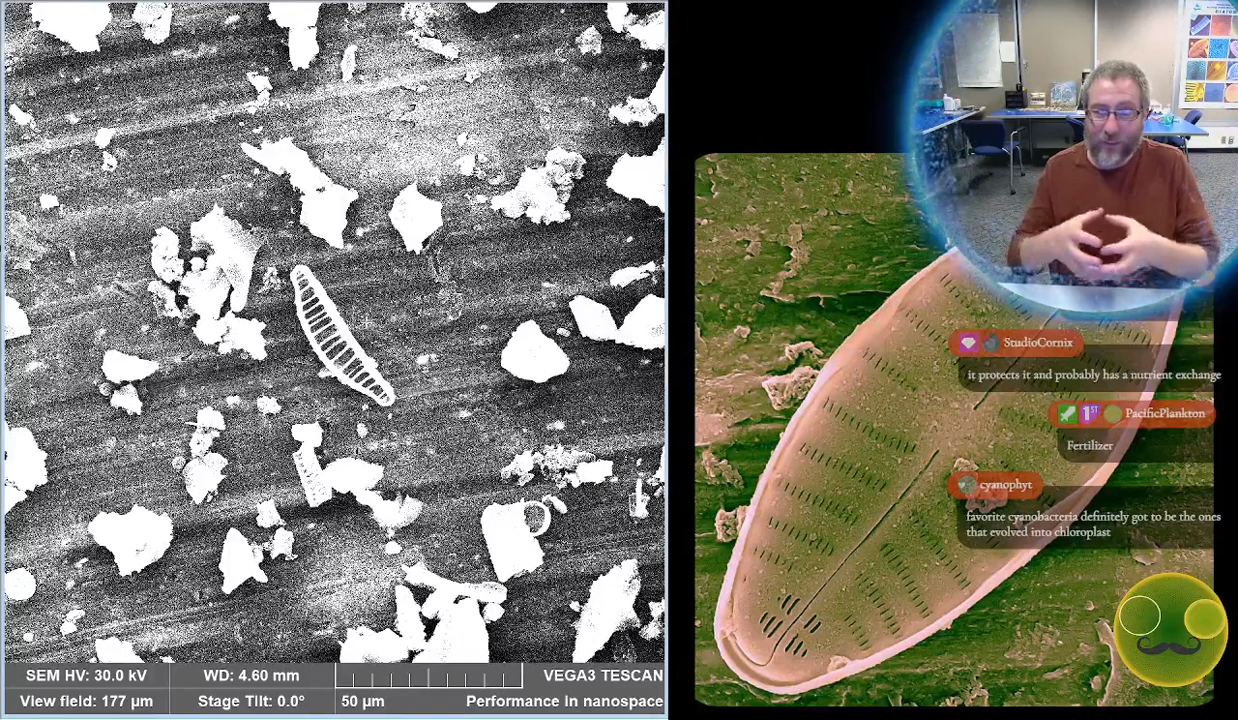 StudioCornix
it protects it and probably has a nutrient exchange
1ST PacificPlankton
Fertilizer
cyanophyt
favorite cyanobacteria definitely got to be the ones
that evolved into chloroplast
SEM HV: 30.0 kV
WD: 4.60 mm
VEGA3 TESCAN
View field: 177 µm
Stage Tilt: 0.0°
50 µm
Performance in nanospace